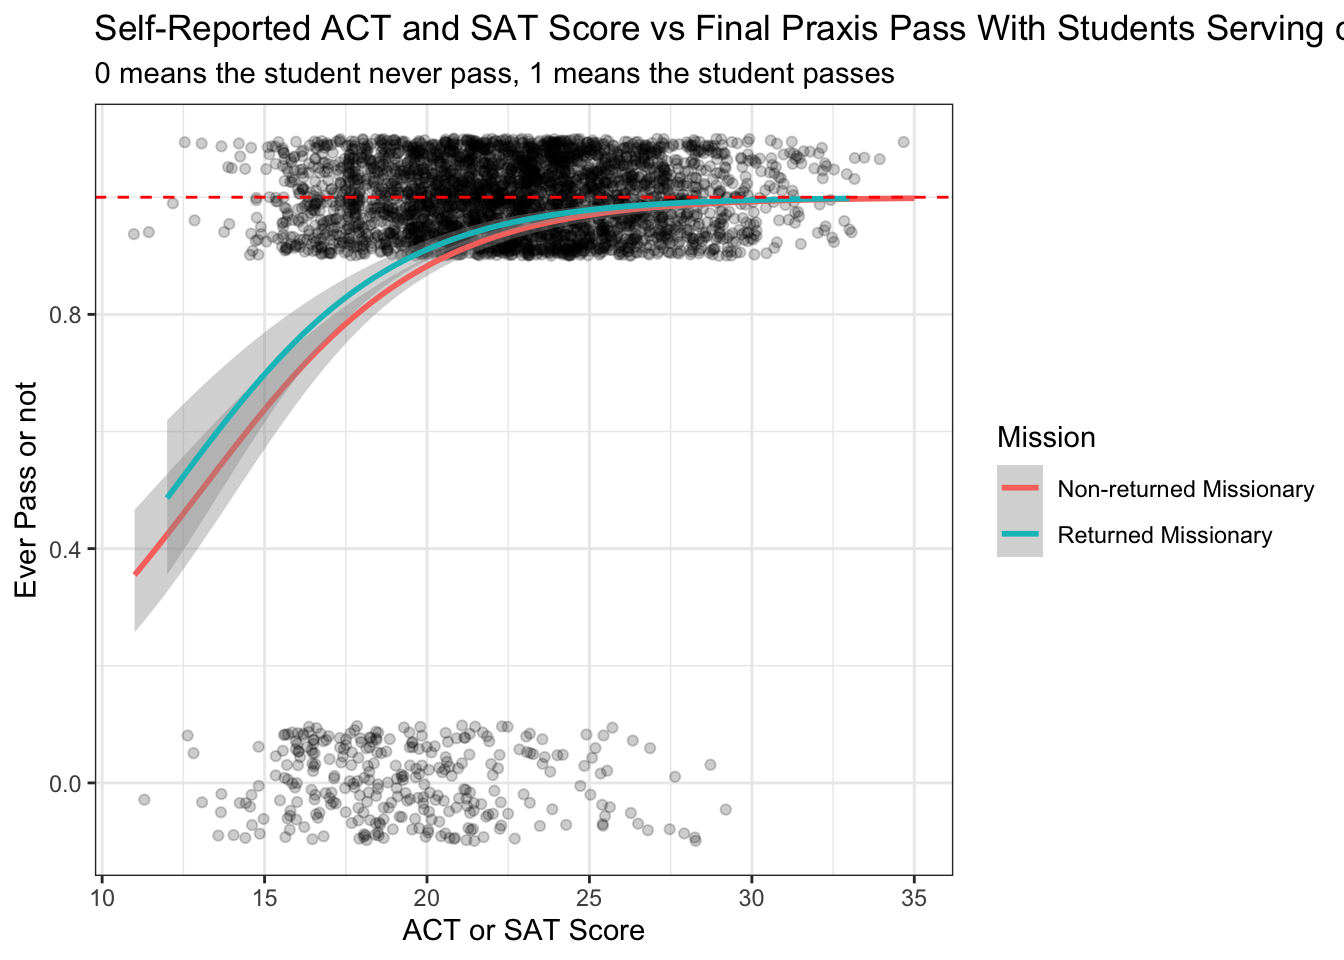 Self-Reported ACT and SAT Score vs Final Praxis Pass With Students Serving
0 means the student never pass, 1 means the student passes
Ever Pass or not
0.8
0.4
0.0
10 15 20 25 30 35
ACT or SAT Score
Mission
Non-returned Missionary
Returned Missionary